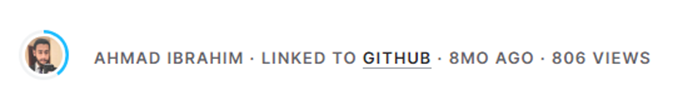 AHMAD IBRAHIM · LINKED TO GITHUB · 8MO AGO · 806 VIEWS